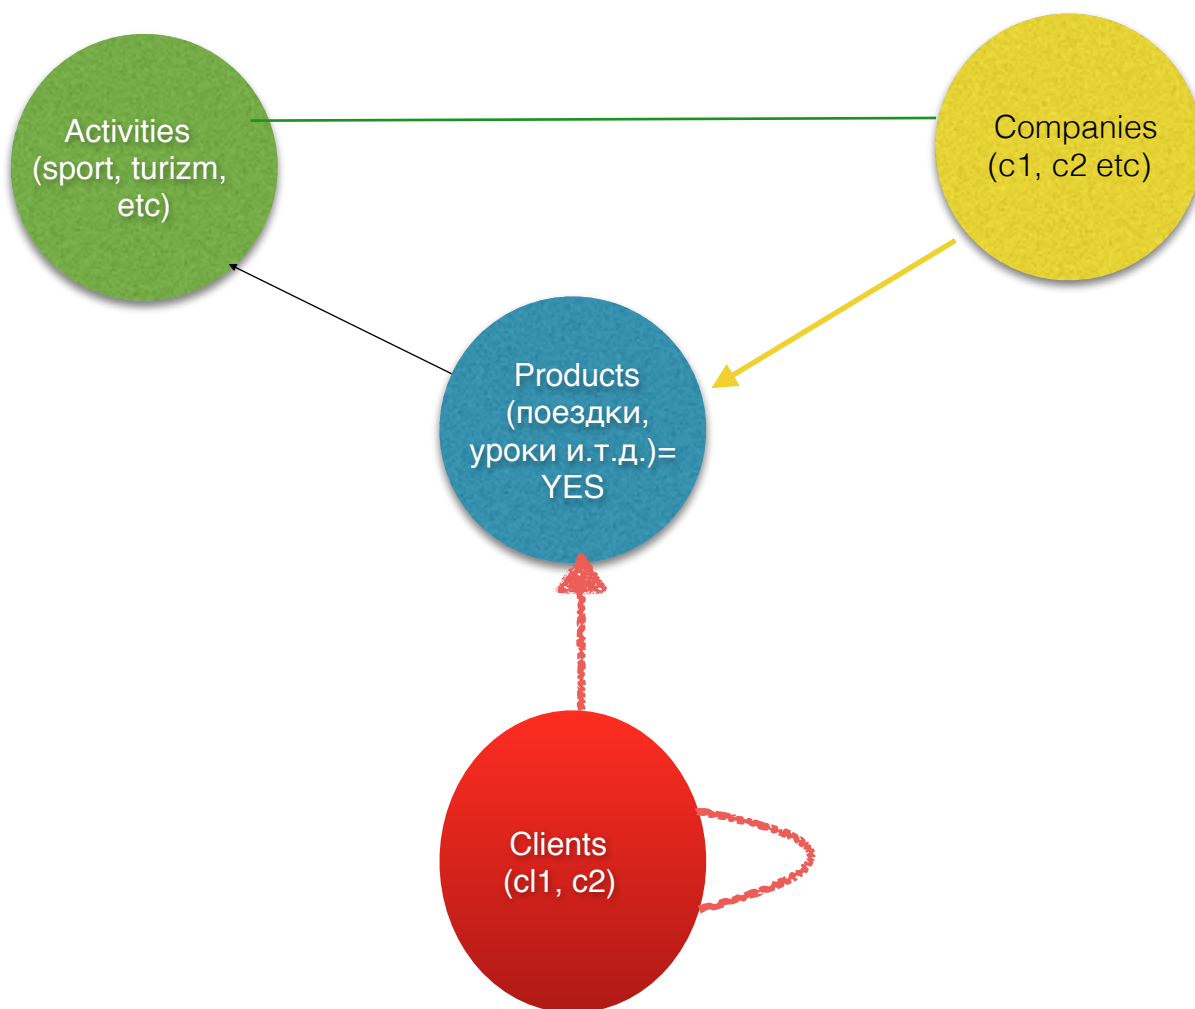 Activities
(sport, turizm,
etc)
Companies
(c1, c2 etc)
Products
(поездки,
уроки и.т.д.)=
YES
Clients
(cl1, c2)